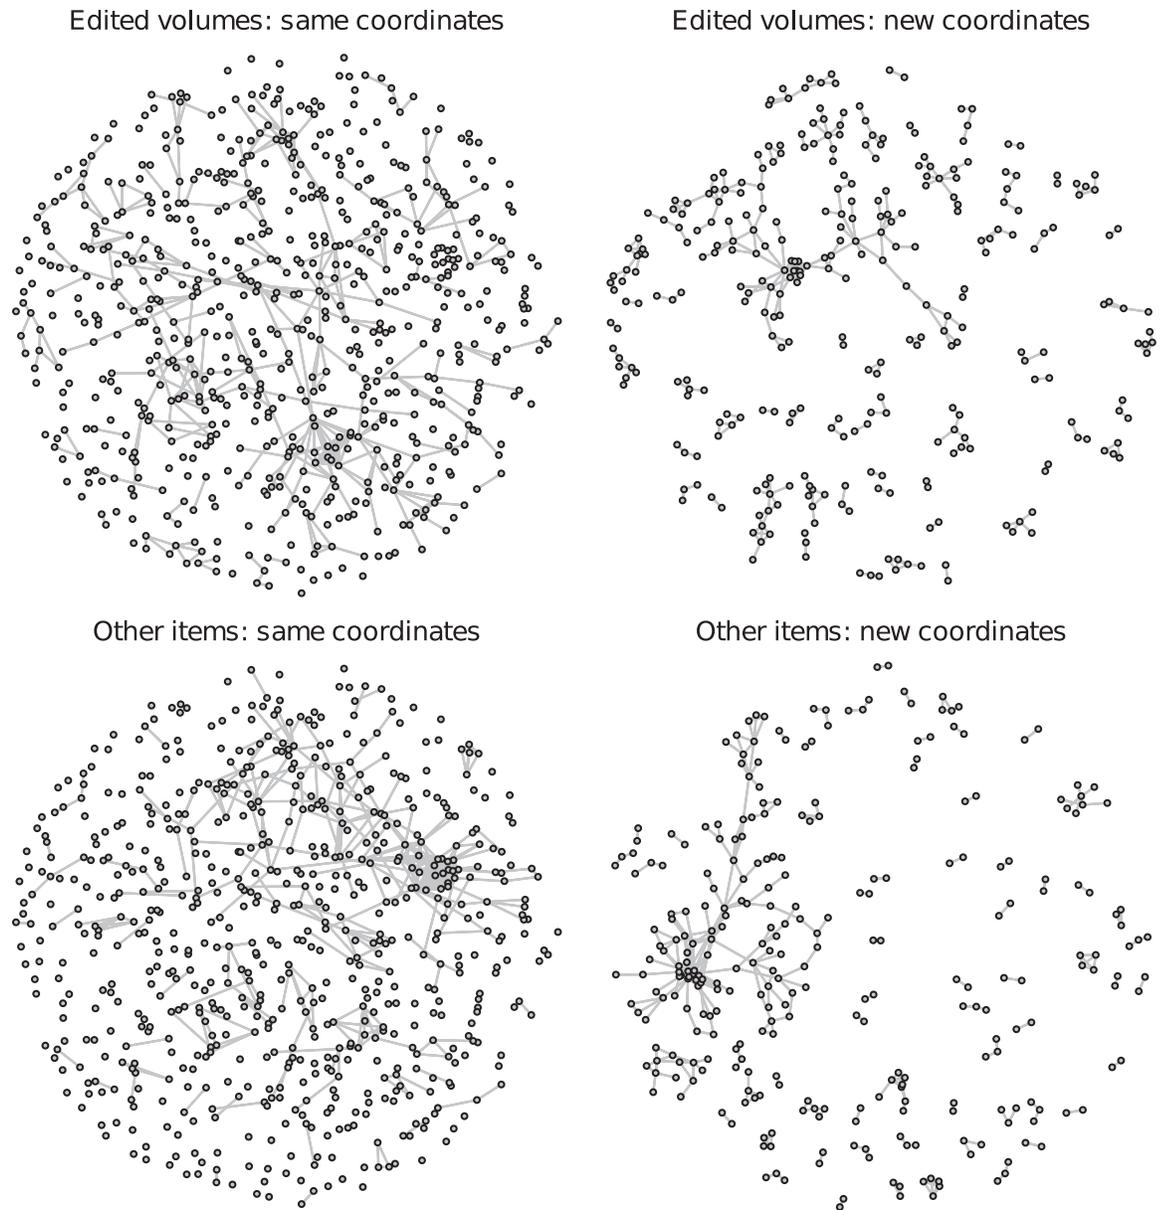 Edited volumes: same coordinates
Edited volumes: new coordinates
Other items: same coordinates
Other items: new coordinates